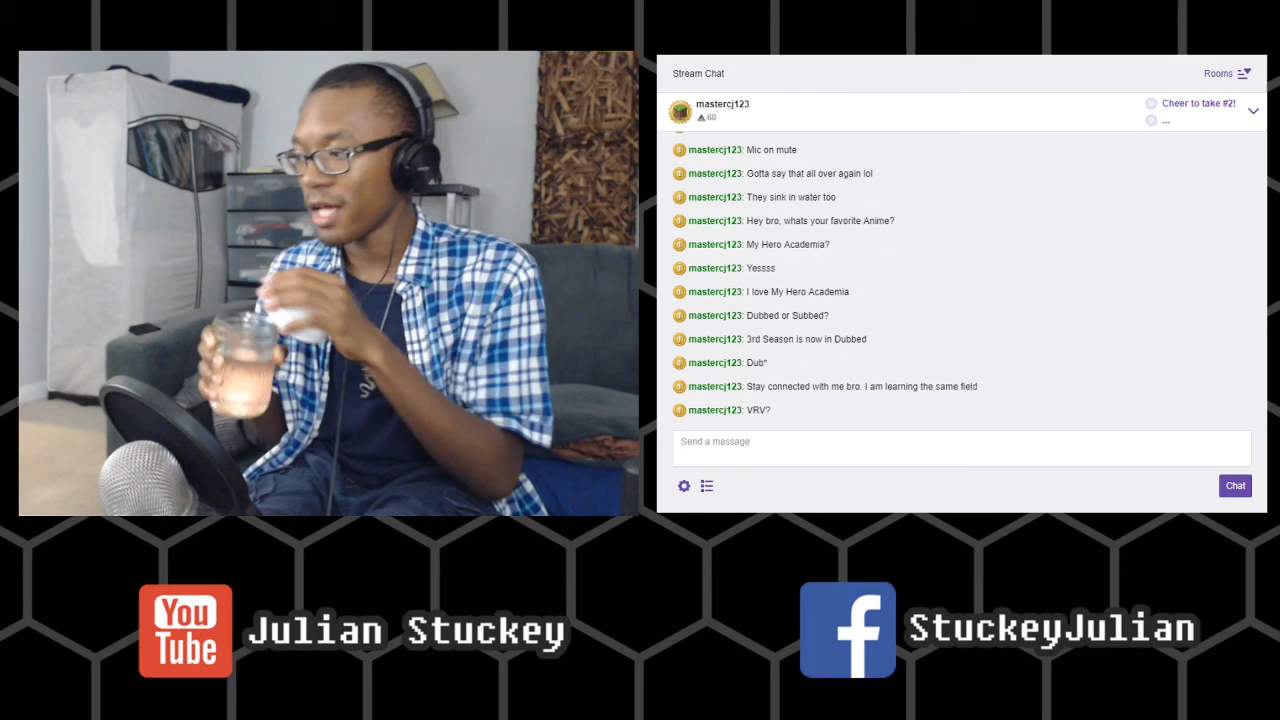 Stream Chat
Rooms
mastercj123
60
Cheer to take #2!
...
mastercj123: Mic on mute
mastercj123: Gotta say that all over again lol
mastercj123: They sink in water too
mastercj123: Hey bro, whats your favorite Anime?
mastercj123: My Hero Academia?
mastercj123: Yessss
mastercj123: I love My Hero Academia
mastercj123: Dubbed or Subbed?
mastercj123: 3rd Season is now in Dubbed
mastercj123: Dub*
mastercj123: Stay connected with me bro. I am learning the same field
mastercj123: VRV?
Send a message
Chat
You
Tube
Julian Stuckey
f
StuckeyJulian